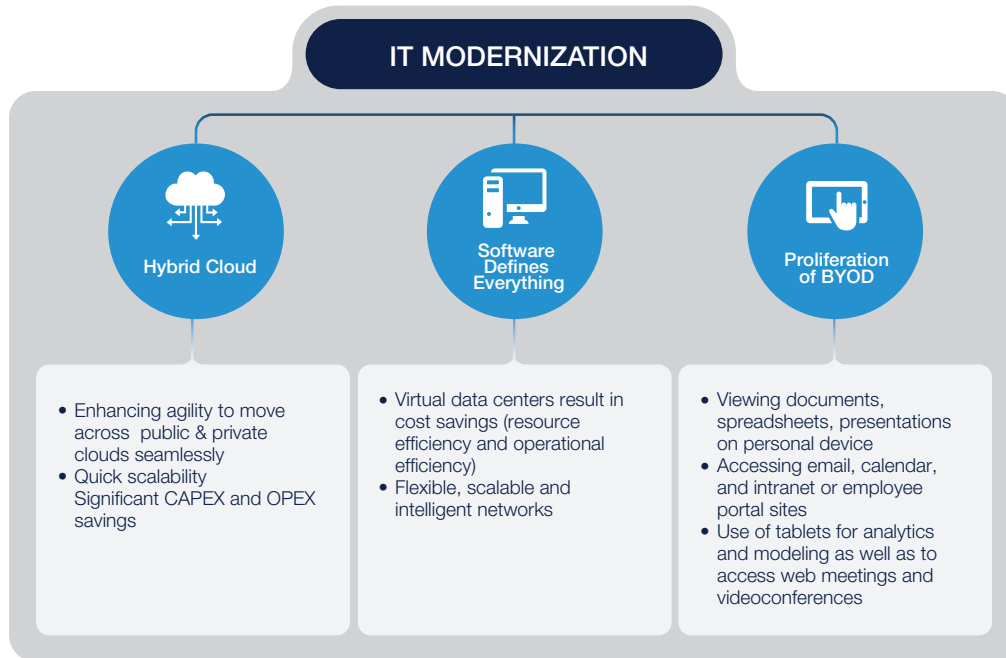 IT MODERNIZATION
Hybrid Cloud
• Enhancing agility to move
across public & private
clouds seamlessly
• Quick scalability
Significant CAPEX and OPEX
savings
Software
Defines
Everything
• Virtual data centers result in
cost savings (resource
efficiency and operational
efficiency)
• Flexible, scalable and
intelligent networks
Proliferation
of BYOD
• Viewing documents,
spreadsheets, presentations
on personal device
• Accessing email, calendar,
and intranet or employee
portal sites
• Use of tablets for analytics
and modeling as well as to
access web meetings and
videoconferences